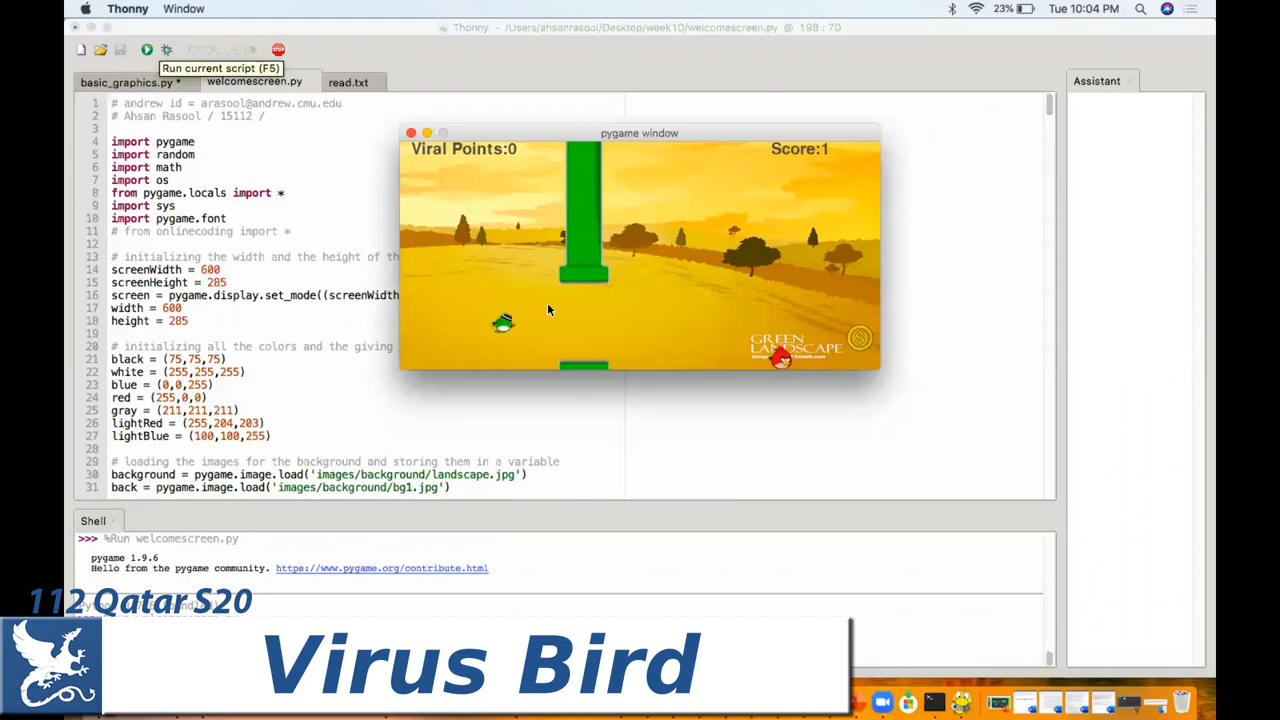 Thonny Window
23% Tue 10:04 PM
Thonny - /Users/ahsanrasool/Desktop/week10/welcomescreen.py @ 198 : 70
STOP
Run current script (F5)
basic_graphics.py * welcomescreen.py read.txt
Assistant
1 # andrew id = arasool@andrew.cmu.edu
2 # Ahsan Rasool / 15112 /
3
4 import pygame
5 import random
6 import math
7 import os
8 from pygame.locals import *
9 import sys
10 import pygame.font
11 # from onlinecoding import *
12
13 # initializing the width and the height of th
14 screenWidth = 600
15 screenHeight = 285
16 screen = pygame.display.set_mode((screenWidth
17 width = 600
18 height = 285
19
20 # initializing all the colors and the giving
21 black = (75,75,75)
22 white = (255,255,255)
23 blue = (0,0,255)
24 red = (255,0,0)
25 gray = (211,211,211)
26 lightRed = (255,204,203)
27 lightBlue = (100,100,255)
28
29 # loading the images for the background and storing them in a variable
30 background = pygame.image.load('images/background/landscape.jpg')
31 back = pygame.image.load('images/background/bg1.jpg')
pygame window
Viral Points:0 Score:1
GREEN
LANDSCAPE
Shell
>>> %Run welcomescreen.py
pygame 1.9.6
Hello from the pygame community. https://www.pygame.org/contribute.html
112 Qatar S20
Virus Bird